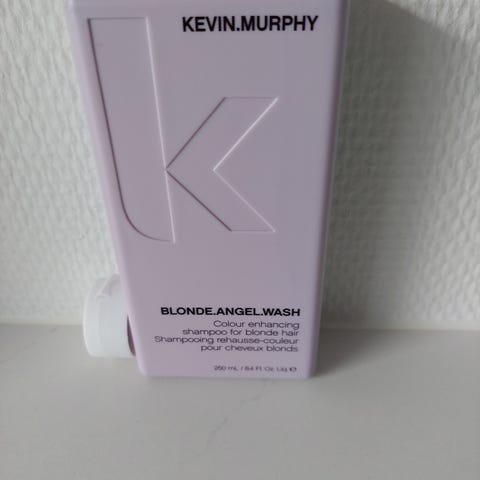 KEVIN.MURPHY
K
BLONDE.ANGEL.WASH
Colour enhancing
shampoo for blonde hair
Shampooing rehausse-couleur
pour cheveux blonds
250 mL / 8.4 Fl. Oz. Liq ℮